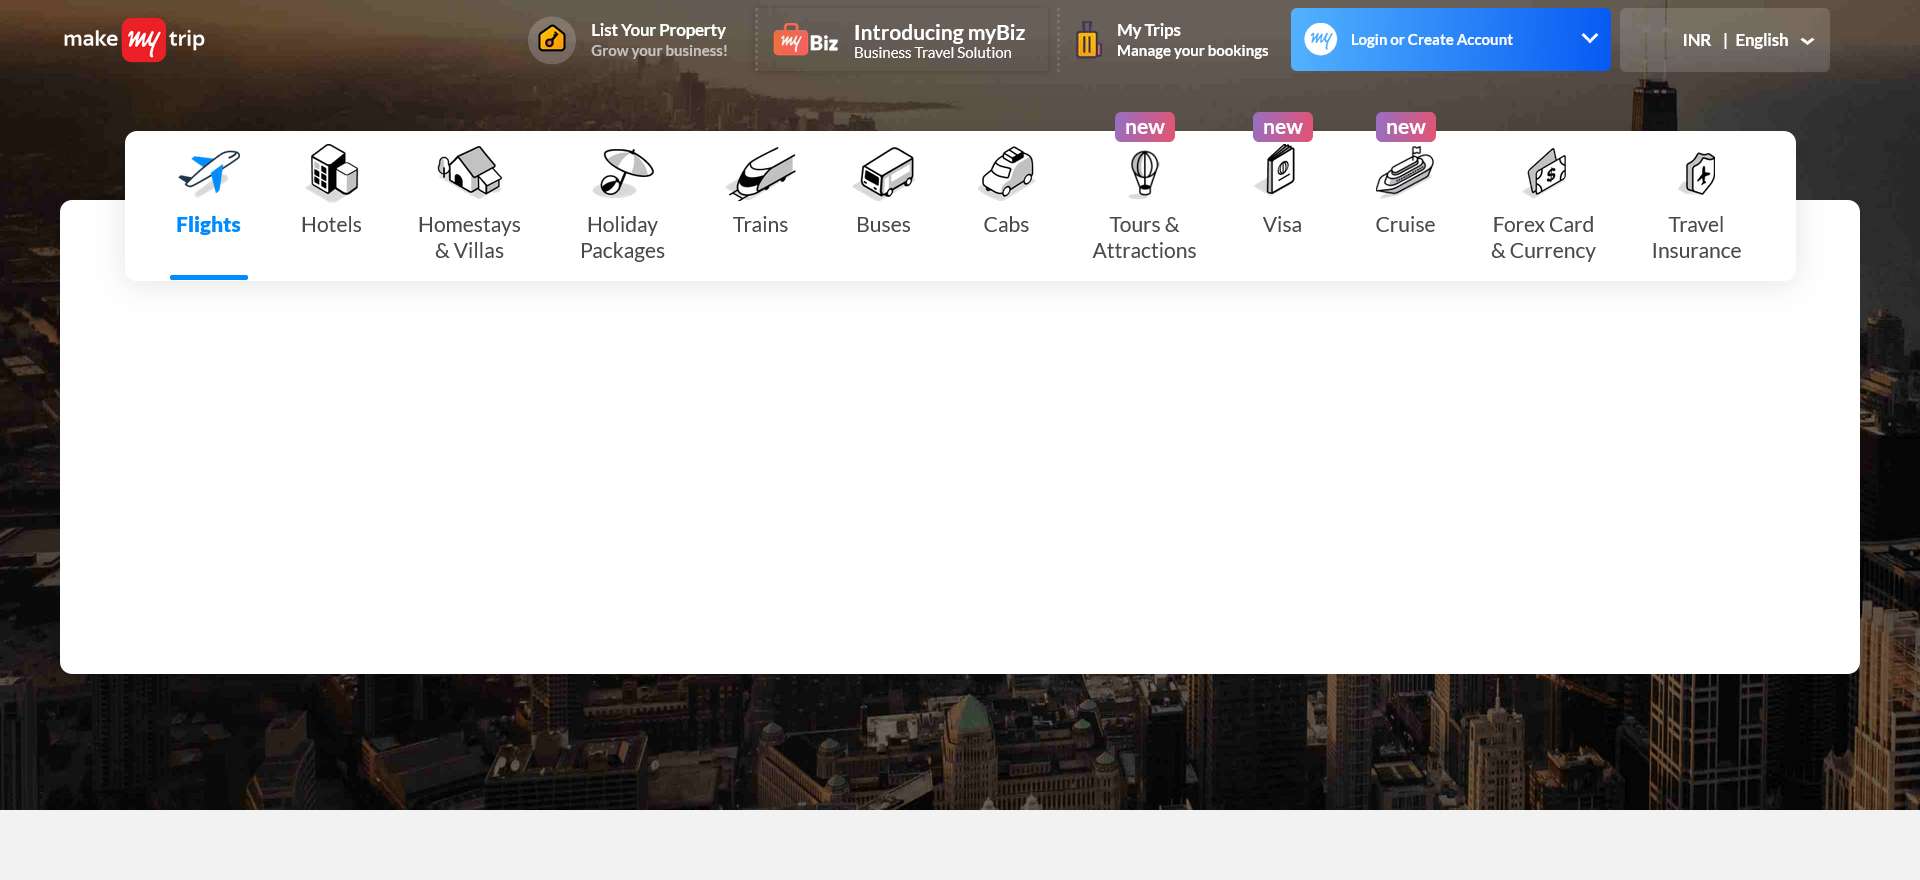 make my trip
List Your Property
Grow your business!
my Biz
Introducing myBiz
Business Travel Solution
My Trips
Manage your bookings
my
Login or Create Account
INR | English
new
new
new
Flights
Hotels
Homestays
& Villas
Holiday
Packages
Trains
Buses
Cabs
Tours &
Attractions
Visa
Cruise
Forex Card
& Currency
Travel
Insurance